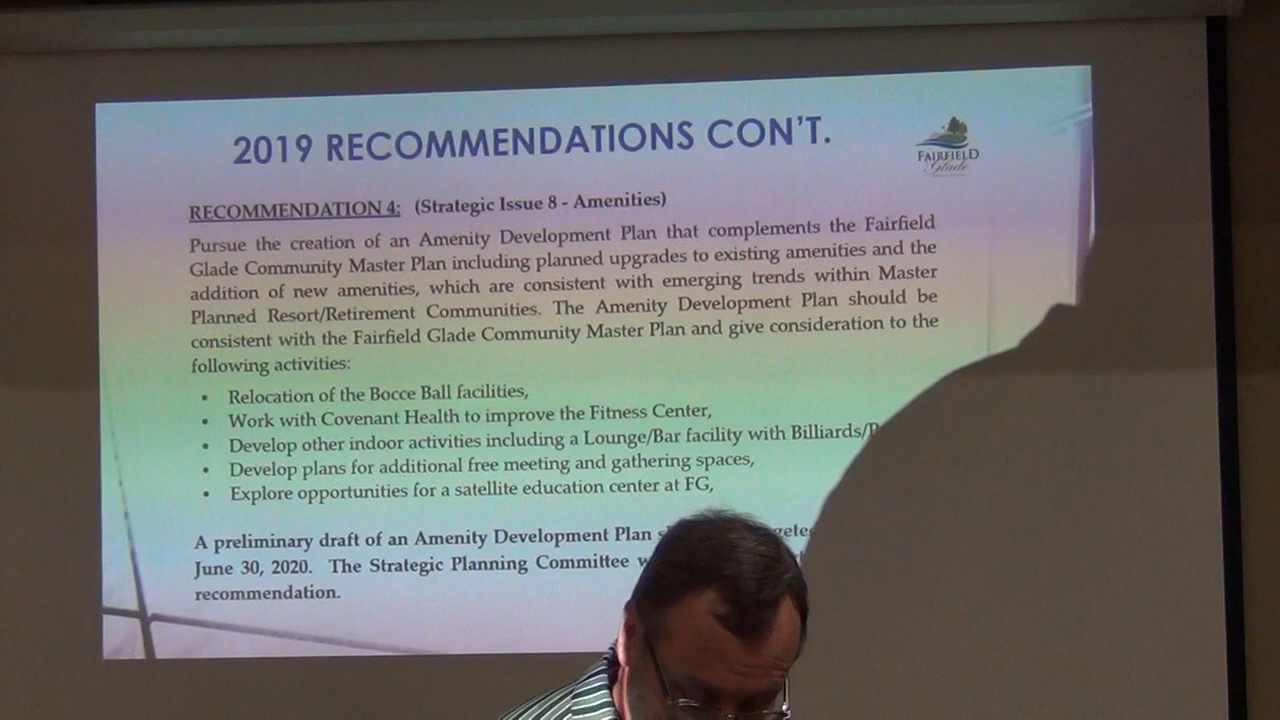 2019 RECOMMENDATIONS CON'T.
FAIRFIELD
Glade
RECOMMENDATION 4: (Strategic Issue 8 - Amenities)
Pursue the creation of an Amenity Development Plan that complements the Fairfield
Glade Community Master Plan including planned upgrades to existing amenities and the
addition of new amenities, which are consistent with emerging trends within Master
Planned Resort/Retirement Communities. The Amenity Development Plan should be
consistent with the Fairfield Glade Community Master Plan and give consideration to the
following activities:
• Relocation of the Bocce Ball facilities,
• Work with Covenant Health to improve the Fitness Center,
• Develop other indoor activities including a Lounge/Bar facility with Billiards/
• Develop plans for additional free meeting and gathering spaces,
• Explore opportunities for a satellite education center at FG,
A preliminary draft of an Amenity Development Plan
June 30, 2020. The Strategic Planning Committee
recommendation.